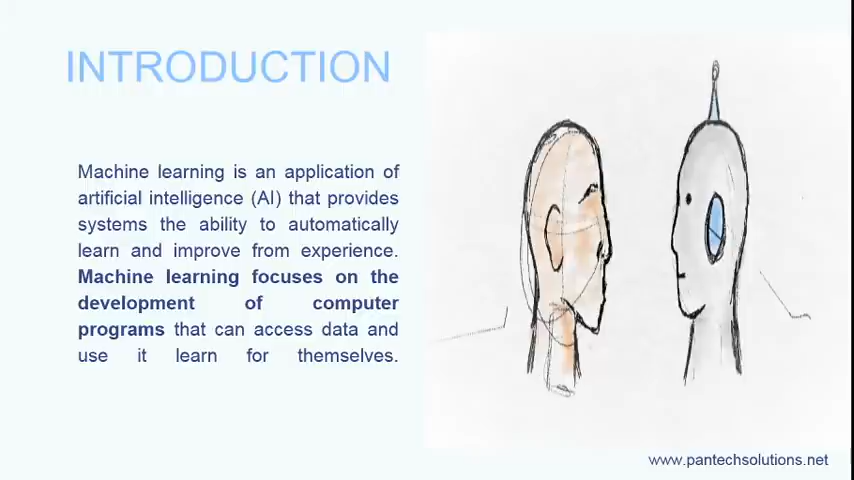 INTRODUCTION
Machine learning is an application of
artificial intelligence (AI) that provides
systems the ability to automatically
learn and improve from experience.
Machine learning focuses on the
development of computer
programs that can access data and
use it learn for themselves.
www.pantechsolutions.net